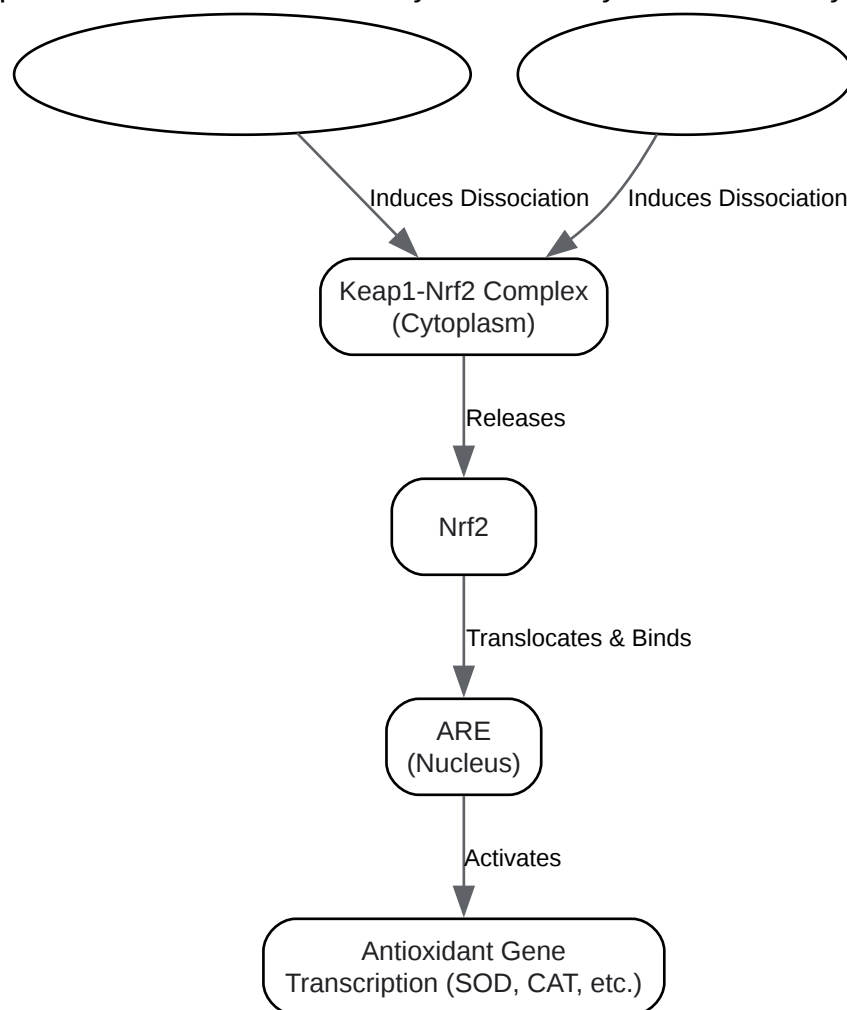 Induces Dissociation
Induces Dissociation
Keap1-Nrf2 Complex
(Cytoplasm)
Releases
Nrf2
Translocates & Binds
ARE
(Nucleus)
Activates
Antioxidant Gene
Transcription (SOD, CAT, etc.)